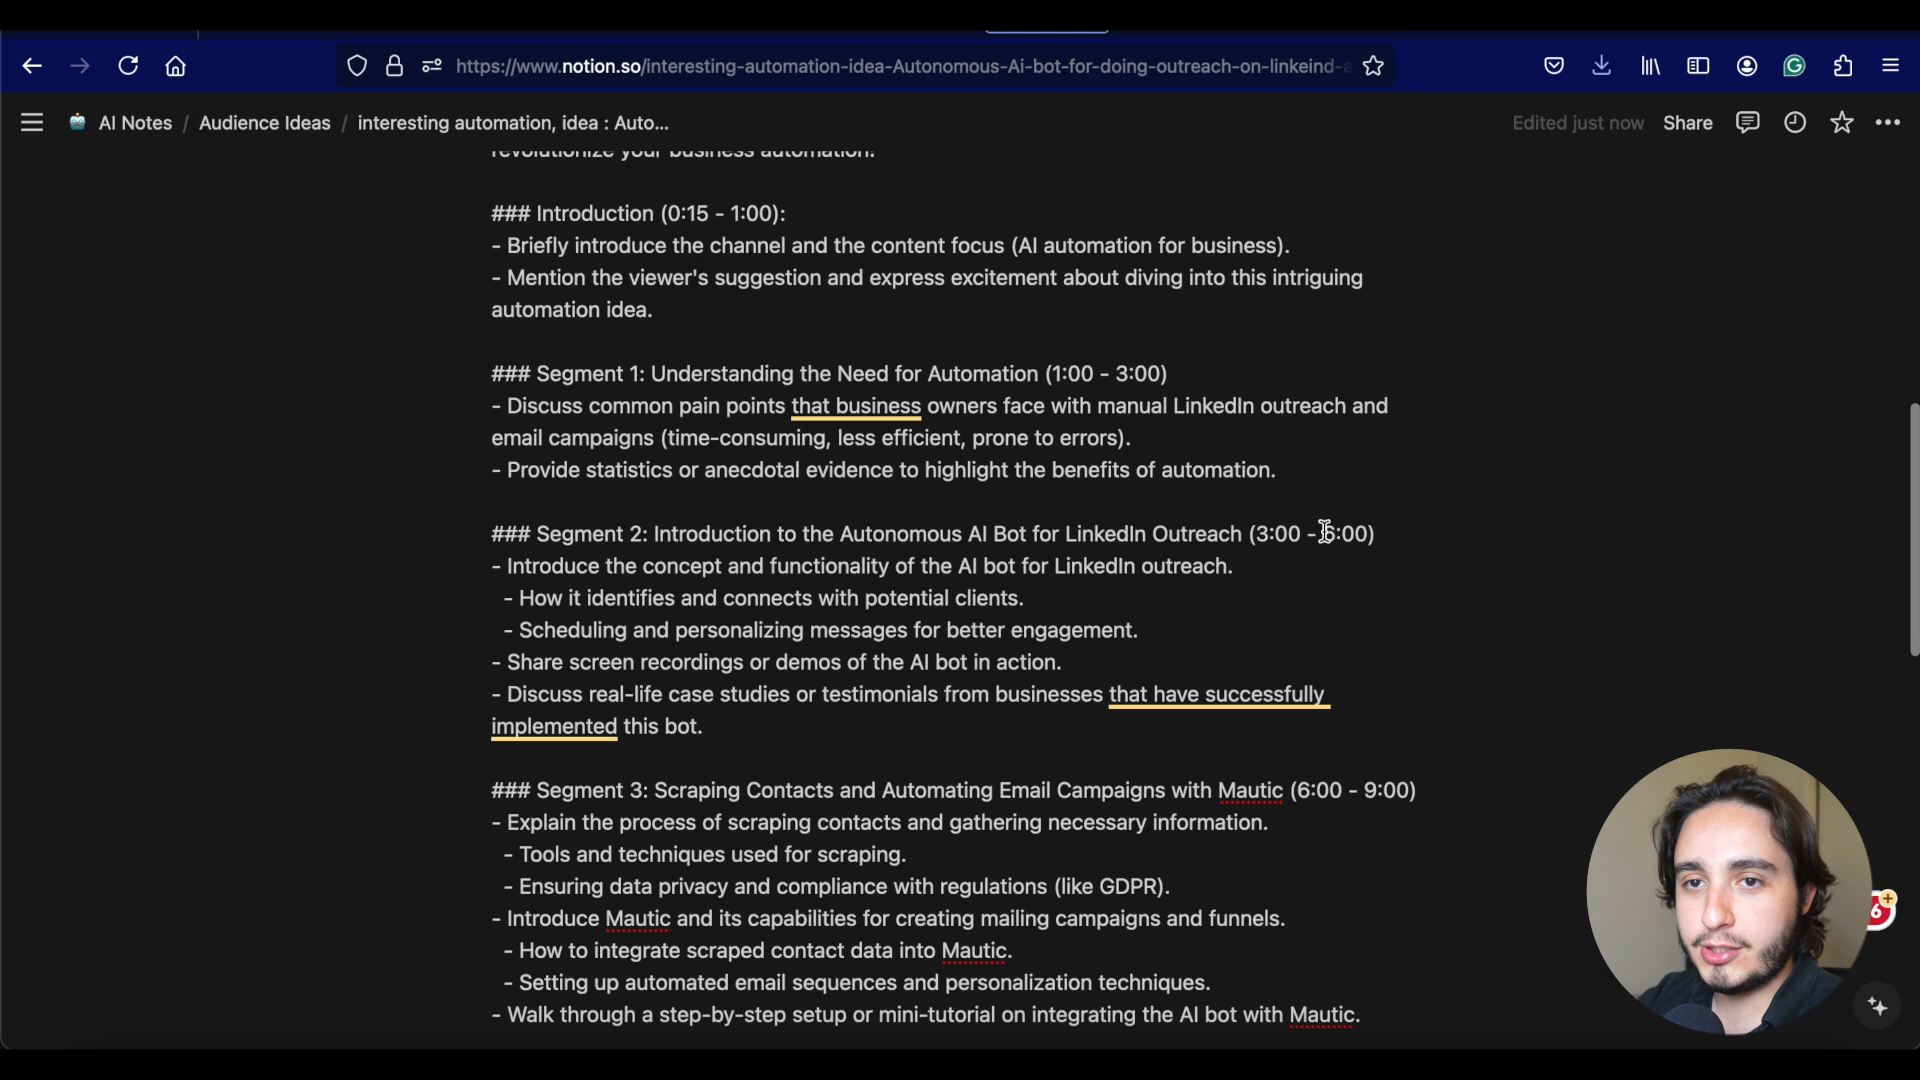 https://www.notion.so/interesting-automation-idea-Autonomous-Ai-bot-for-doing-outreach-on-linkeind-a
AI Notes / Audience Ideas / interesting automation, idea : Auto...
Edited just now Share
revolutionize your business automation.
### Introduction (0:15 - 1:00):
- Briefly introduce the channel and the content focus (AI automation for business).
- Mention the viewer's suggestion and express excitement about diving into this intriguing
automation idea.
### Segment 1: Understanding the Need for Automation (1:00 - 3:00)
- Discuss common pain points that business owners face with manual LinkedIn outreach and
email campaigns (time-consuming, less efficient, prone to errors).
- Provide statistics or anecdotal evidence to highlight the benefits of automation.
### Segment 2: Introduction to the Autonomous AI Bot for LinkedIn Outreach (3:00 - 6:00)
- Introduce the concept and functionality of the AI bot for LinkedIn outreach.
- How it identifies and connects with potential clients.
- Scheduling and personalizing messages for better engagement.
- Share screen recordings or demos of the AI bot in action.
- Discuss real-life case studies or testimonials from businesses that have successfully
implemented this bot.
### Segment 3: Scraping Contacts and Automating Email Campaigns with Mautic (6:00 - 9:00)
- Explain the process of scraping contacts and gathering necessary information.
- Tools and techniques used for scraping.
- Ensuring data privacy and compliance with regulations (like GDPR).
- Introduce Mautic and its capabilities for creating mailing campaigns and funnels.
- How to integrate scraped contact data into Mautic.
- Setting up automated email sequences and personalization techniques.
- Walk through a step-by-step setup or mini-tutorial on integrating the AI bot with Mautic.
6